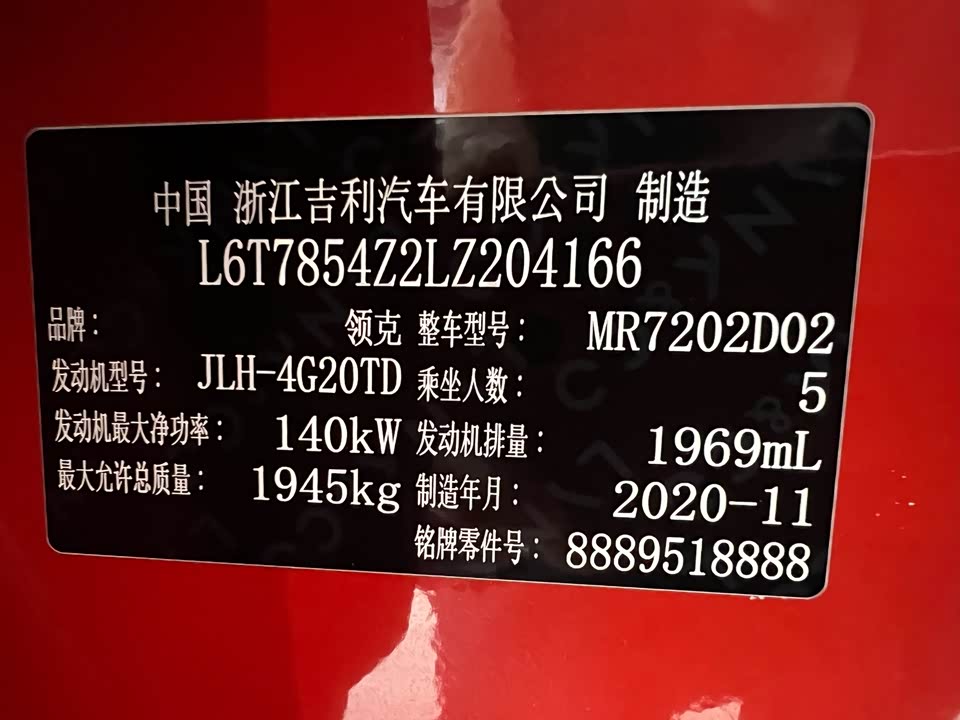 中国 浙江吉利汽车有限公司 制造
L6T7854Z2LZ204166
品牌： 领克 整车型号： MR7202D02
发动机型号： JLH-4G20TD 乘坐人数： 5
发动机最大净功率： 140kW 发动机排量： 1969mL
最大允许总质量： 1945kg 制造年月： 2020-11
铭牌零件号： 8889518888